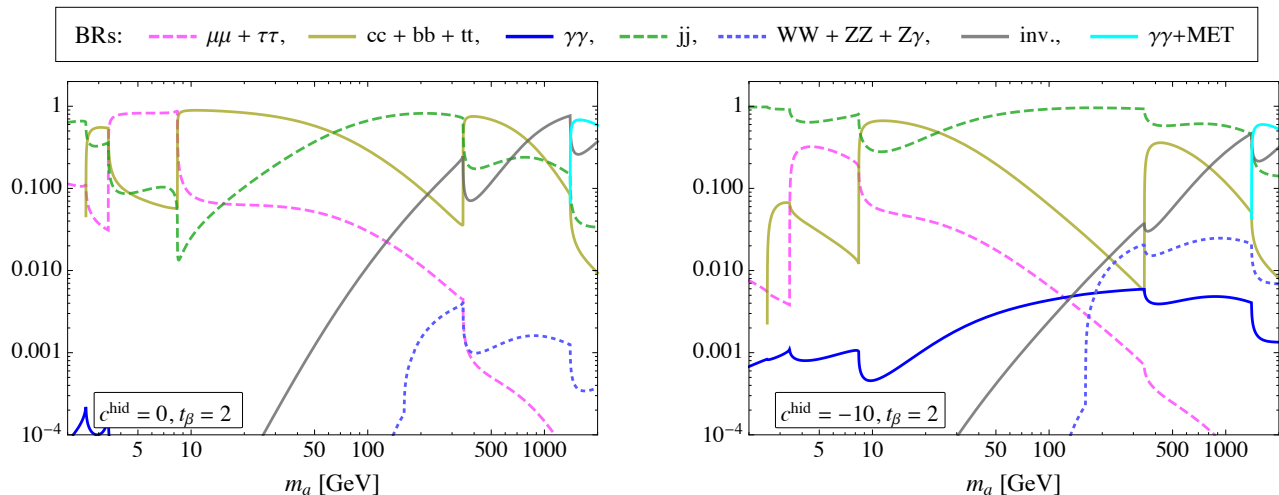 BRs: μμ + ττ, cc + bb + tt, γγ, jj, WW + ZZ + Zγ, inv., γγ+MET
1
0.100
0.010
0.001
10⁻⁴
c^hid = 0, t_β = 2
5 10 50 100 500 1000
m_a [GeV]
1
0.100
0.010
0.001
10⁻⁴
c^hid = −10, t_β = 2
5 10 50 100 500 1000
m_a [GeV]